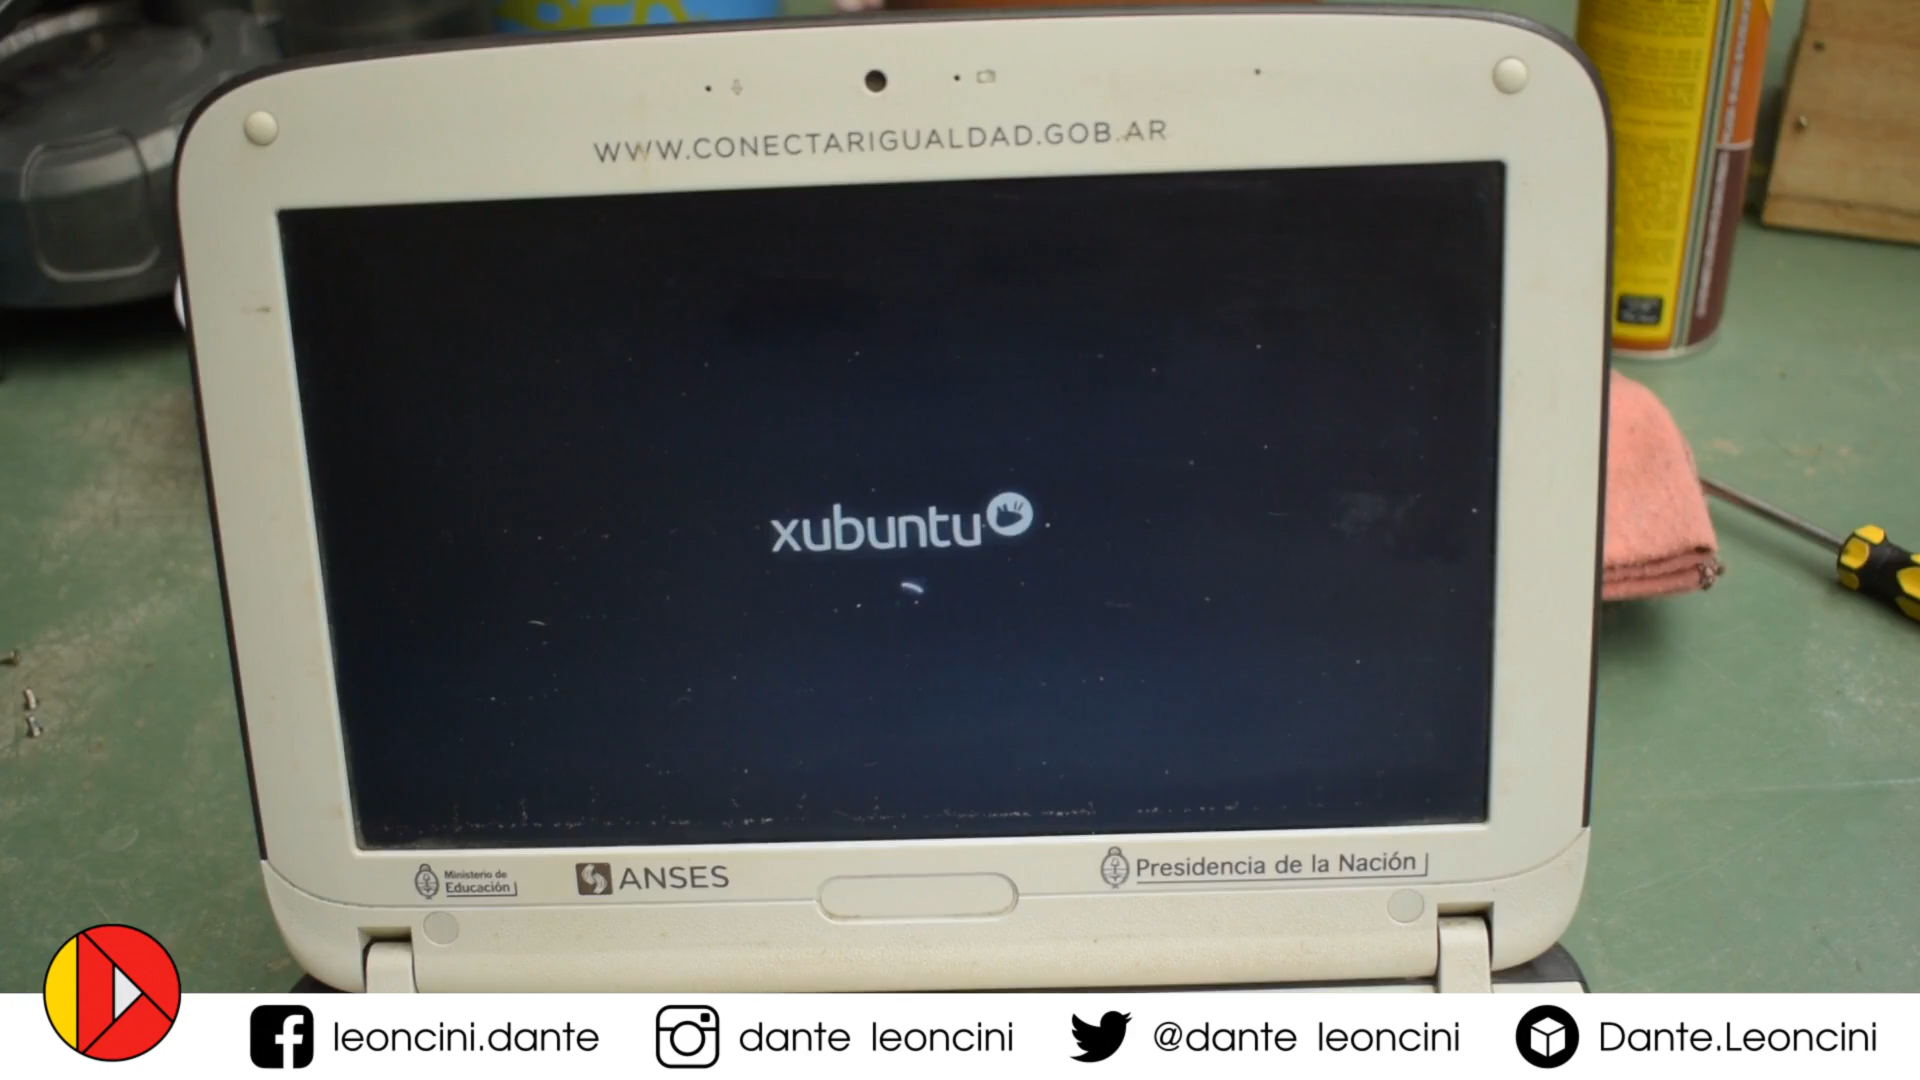 WWW.CONECTARIGUALDAD.GOB.AR
xubuntu
Ministerio de
Educación
ANSES
Presidencia de la Nación
leoncini.dante
dante leoncini
@dante leoncini
Dante.Leoncini